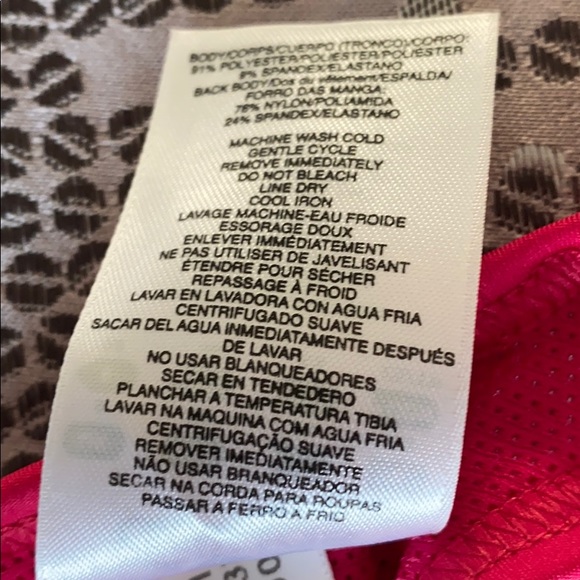 BODY/CORPS/CUERPO (TRONCO)/CORPO:
91% POLYESTER/POLYESTER/POLIÉSTER
9% SPANDEX/ELASTANO
BACK BODY/Dos du vêtement/ESPALDA/
FORRO DAS MANGA:
76% NYLON/POLIAMIDA
24% SPANDEX/ELASTANO
MACHINE WASH COLD
GENTLE CYCLE
REMOVE IMMEDIATELY
DO NOT BLEACH
LINE DRY
COOL IRON
LAVAGE MACHINE-EAU FROIDE
ESSORAGE DOUX
ENLEVER IMMÉDIATEMENT
NE PAS UTILISER DE JAVELISANT
ÉTENDRE POUR SÉCHER
REPASSAGE À FROID
LAVAR EN LAVADORA CON AGUA FRIA
CENTRIFUGADO SUAVE
SACAR DEL AGUA INMEDIATAMENTE DESPUÉS
DE LAVAR
NO USAR BLANQUEADORES
SECAR EN TENDEDERO
PLANCHAR A TEMPERATURA TIBIA
LAVAR NA MAQUINA COM AGUA FRIA
CENTRIFUGAÇÃO SUAVE
REMOVER IMEDIATAMENTE
NÃO USAR BRANQUEADOR
SECAR NA CORDA PARA ROUPAS
PASSAR A FERRO A FRIO